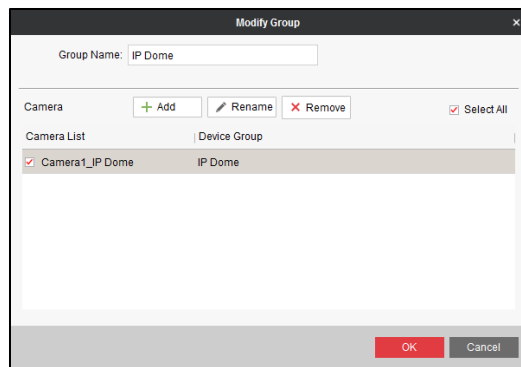 Modify Group ×
Group Name: IP Dome
Camera + Add Rename × Remove Select All
Camera List Device Group
Camera1_IP Dome IP Dome
OK Cancel